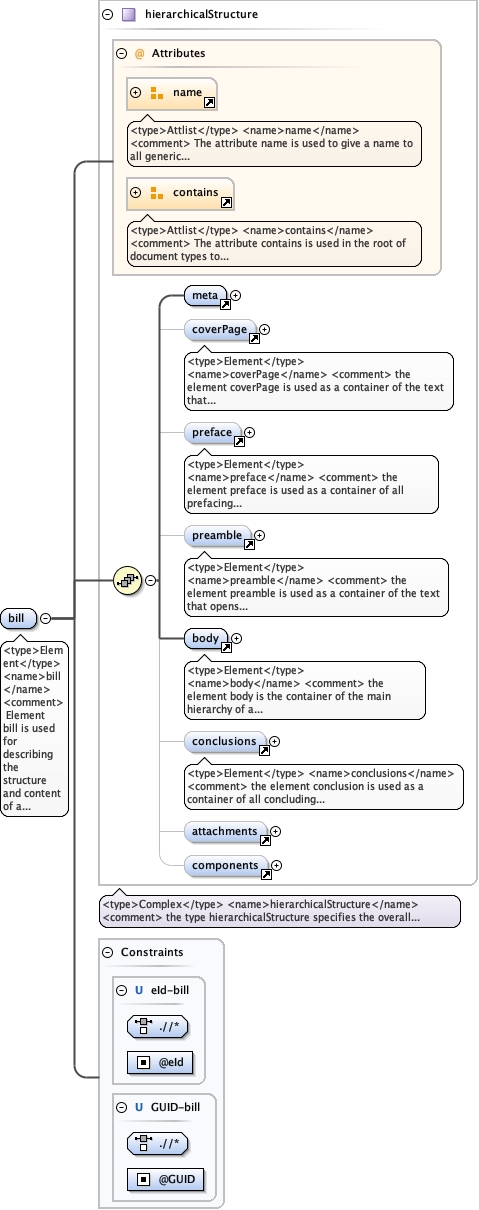 hierarchicalStructure
@ Attributes
name
<type>Attlist</type> <name>name</name>
<comment> The attribute name is used to give a name to
all generic...
contains
<type>Attlist</type> <name>contains</name>
<comment> The attribute contains is used in the root of
document types to...
meta
coverPage
<type>Element</type>
<name>coverPage</name> <comment> the
element coverPage is used as a container of the text
that...
preface
<type>Element</type>
<name>preface</name> <comment> the
element preface is used as a container of all
prefacing...
preamble
<type>Element</type>
<name>preamble</name> <comment> the
element preamble is used as a container of the text
that opens...
bill
<type>Elem
ent</type>
<name>bill
</name>
<comment>
Element
bill is used
for
describing
the
structure
and content
of a...
body
<type>Element</type>
<name>body</name> <comment> the
element body is the container of the main
hierarchy of a...
conclusions
<type>Element</type> <name>conclusions</name>
<comment> the element conclusion is used as a
container of all concluding...
attachments
components
<type>Complex</type> <name>hierarchicalStructure</name>
<comment> the type hierarchicalStructure specifies the overall...
Constraints
U eId-bill
.//*
@eId
U GUID-bill
.//*
@GUID